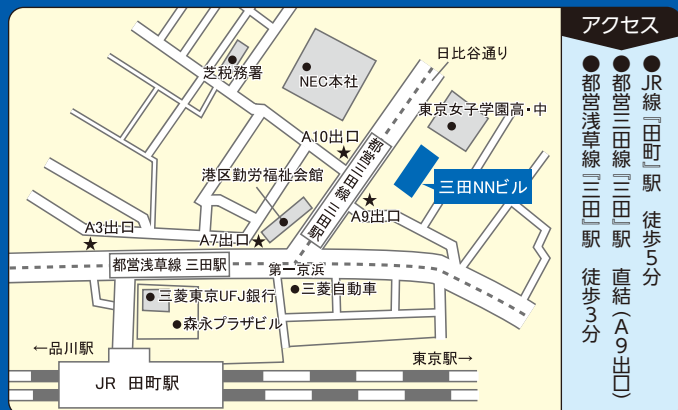 アクセス
●JR線『田町』駅 徒歩5分
●都営三田線『三田』駅 直結(A9出口)
●都営浅草線『三田』駅 徒歩3分
日比谷通り
芝税務署
NEC本社
東京女子学園高・中
A10出口
都営三田線 三田駅
三田NNビル
港区勤労福祉会館
A9出口
A3出口
A7出口
都営浅草線 三田駅
第一京浜
三菱自動車
三菱東京UFJ銀行
森永プラザビル
←品川駅
東京駅→
JR 田町駅